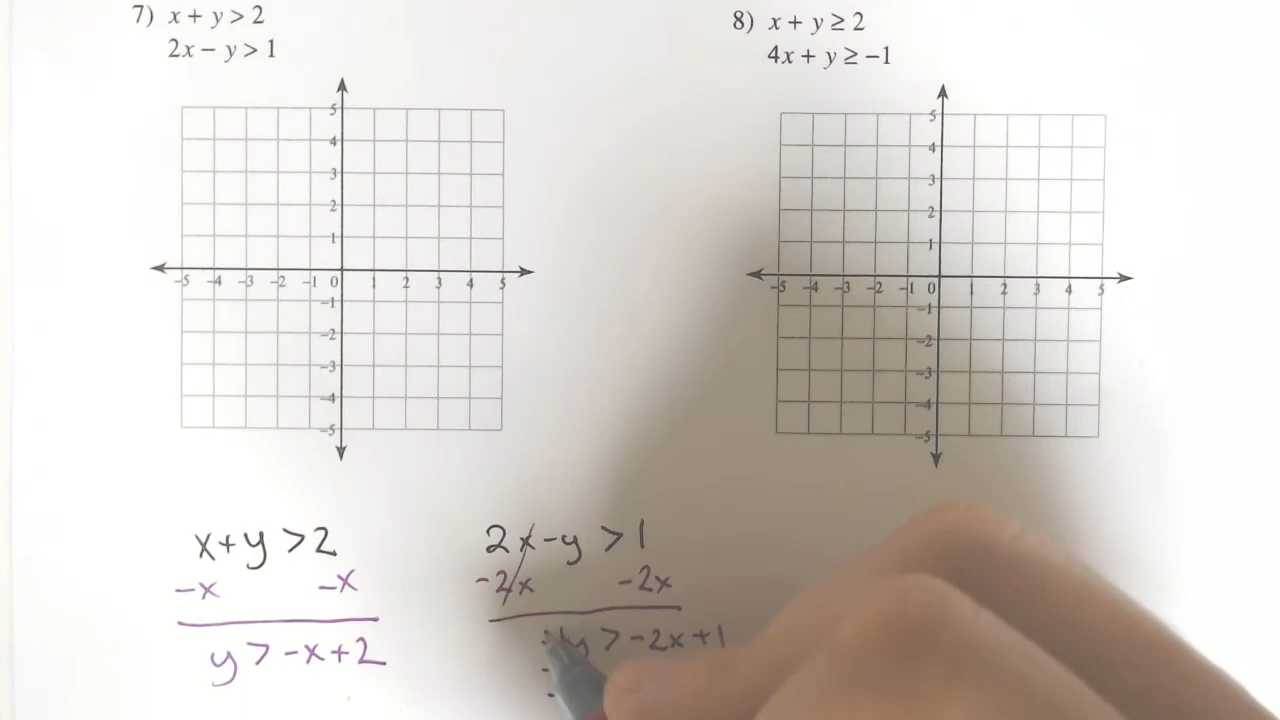 7) x + y > 2
2x − y > 1
8) x + y ≥ 2
4x + y ≥ −1
5
4
3
2
1
−5 −4 −3 −2 −1 0 1 2 3 4 5
−1
−2
−3
−4
−5
5
4
3
2
1
−5 −4 −3 −2 −1 0 1 2 3 4 5
−1
−2
−3
−4
−5
x+y >2
-x -x
y > -x+2
2x-y >1
-2x -2x
y > -2x+1